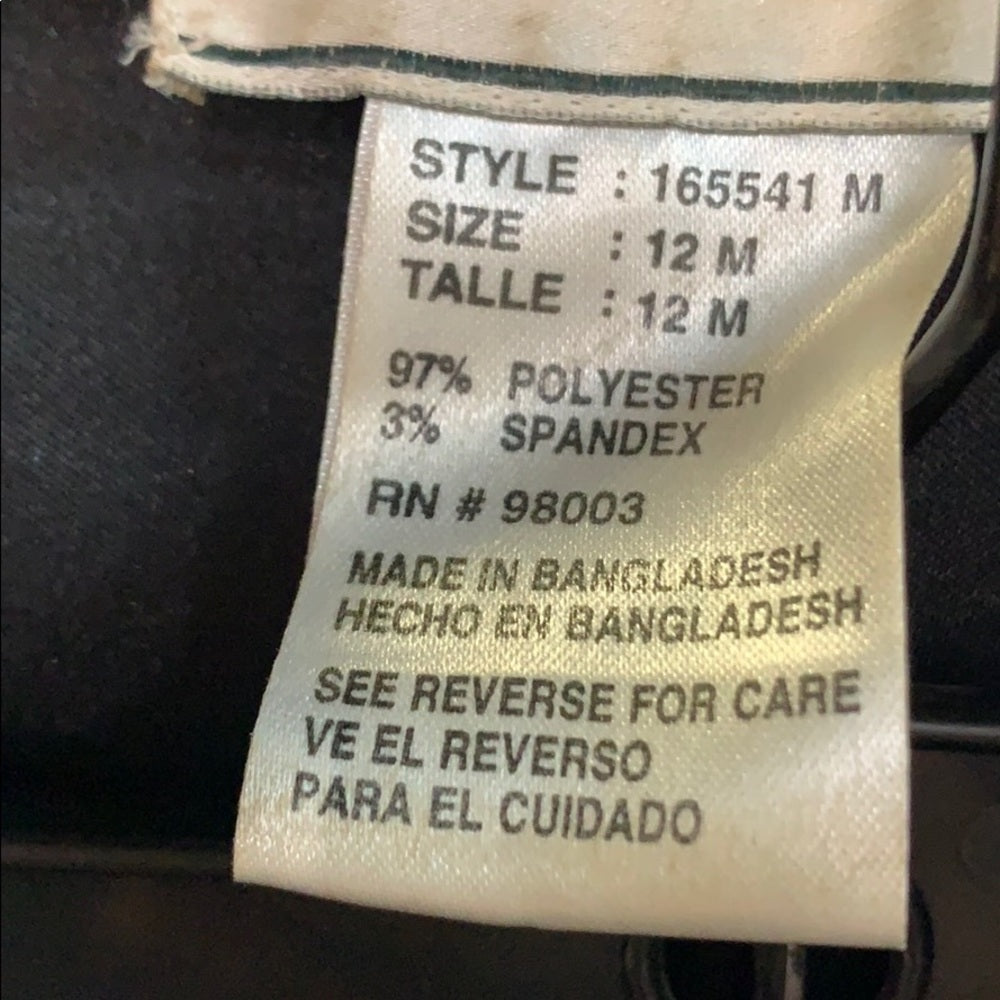 STYLE : 165541 M
SIZE : 12 M
TALLE : 12 M
97% POLYESTER
3% SPANDEX
RN # 98003
MADE IN BANGLADESH
HECHO EN BANGLADESH
SEE REVERSE FOR CARE
VE EL REVERSO
PARA EL CUIDADO